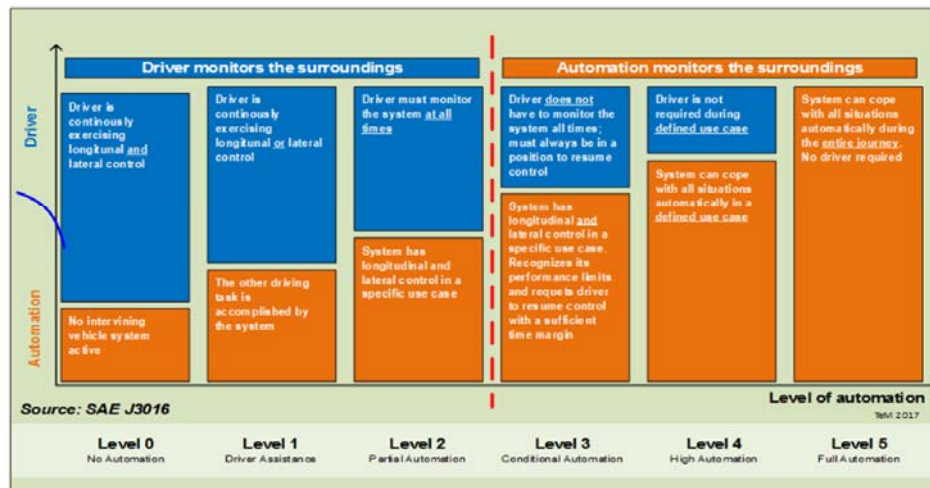 Driver monitors the surroundings
Automation monitors the surroundings
Driver
Automation
Driver is
continously
exercising
longitunal and
lateral control
No intervining
vehicle system
active
Driver is
continously
exercising
longitunal or lateral
control
The other driving
task is
accomplished by
the system
Driver must monitor
the system at all
times
System has
longitudinal and
lateral control in a
specific use case
Driver does not
have to monitor the
system all times;
must always be in a
position to resume
control
System has
longitudinal and
lateral control in a
specific use case.
Recognizes its
performance limits
and requets driver
to resume control
with a sufficient
time margin
Driver is not
required during
defined use case
System can cope
with all situations
automatically in a
defined use case
System can cope
with all situations
automatically during
the entire journey.
No driver required
Source: SAE J3016
Level of automation
TeM 2017
Level 0
No Automation
Level 1
Driver Assistance
Level 2
Partial Automation
Level 3
Conditional Automation
Level 4
High Automation
Level 5
Full Automation